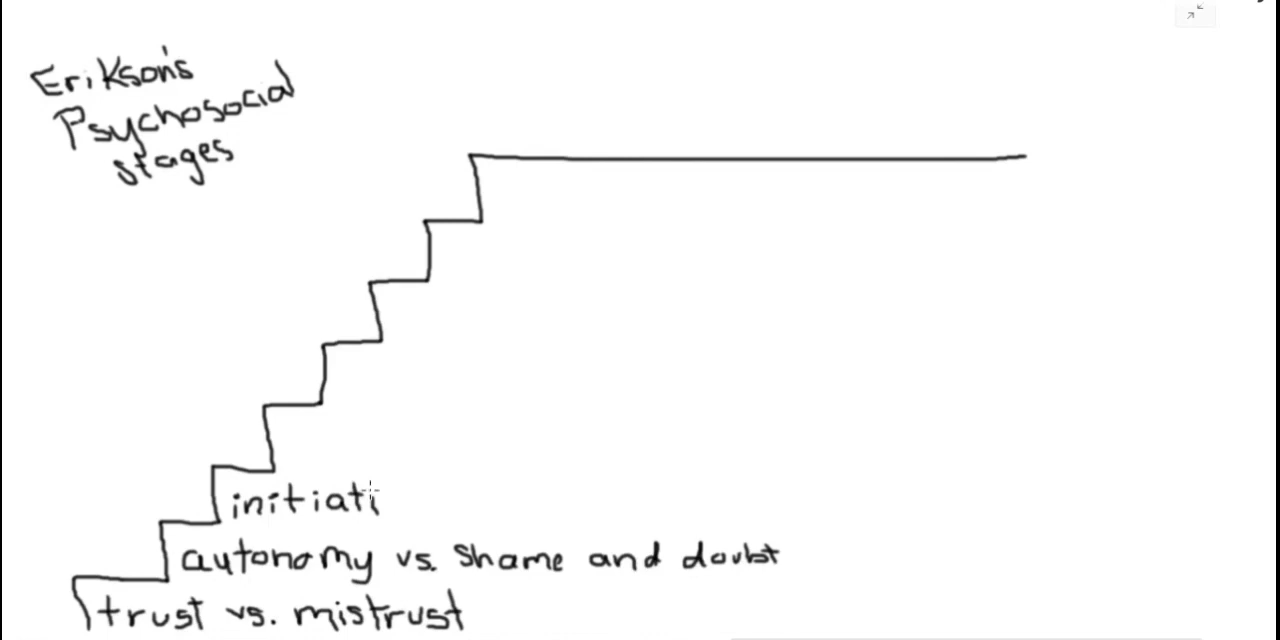 Erikson's
Psychosocial
stages
initiati
autonomy vs. shame and doubt
trust vs. mistrust